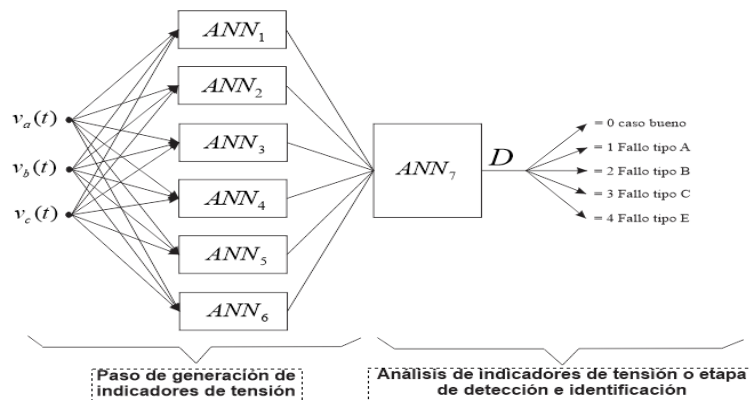 ANN₁
ANN₂
ANN₃
ANN₄
ANN₅
ANN₆
vₐ(t)
v_b(t)
v_c(t)
ANN₇
D
= 0 caso bueno
= 1 Fallo tipo A
= 2 Fallo tipo B
= 3 Fallo tipo C
= 4 Fallo tipo E
Paso de generación de
indicadores de tensión
Análisis de indicadores de tensión o etapa
de detección e identificación